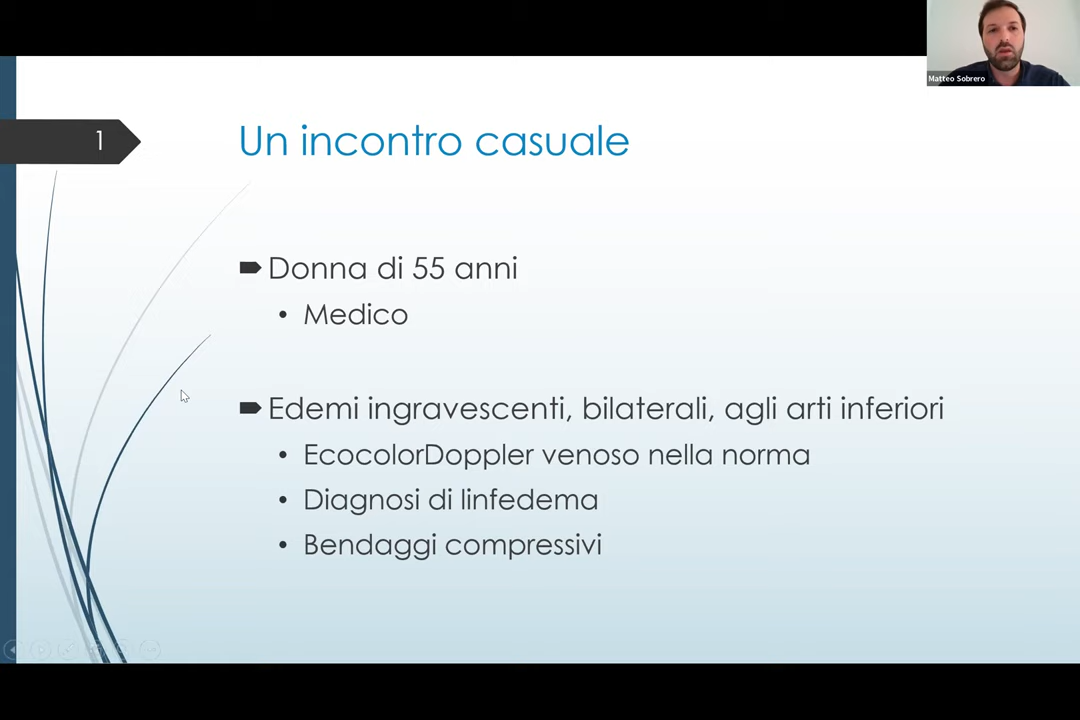 Matteo Sobrero
1
Un incontro casuale
Donna di 55 anni
• Medico
Edemi ingravescenti, bilaterali, agli arti inferiori
• EcocolorDoppler venoso nella norma
• Diagnosi di linfedema
• Bendaggi compressivi